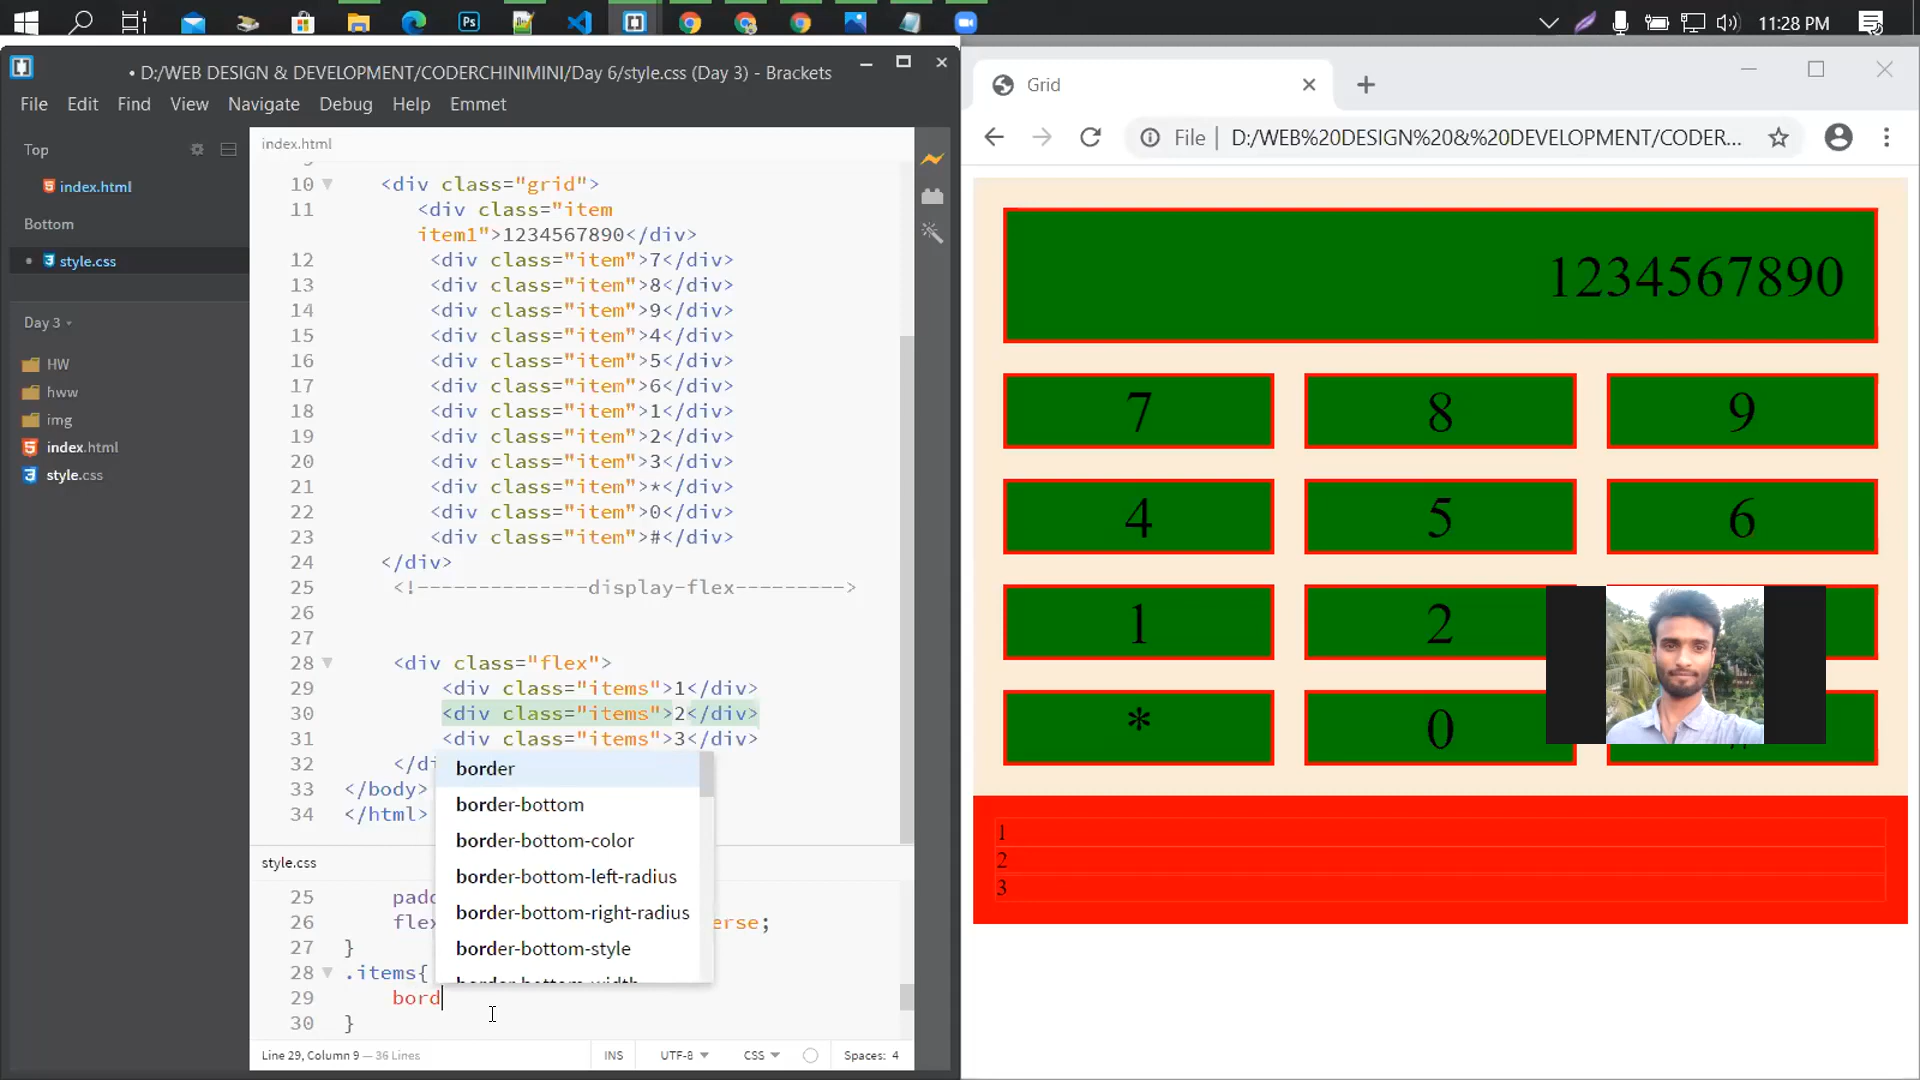 Ps
11:28 PM
• D:/WEB DESIGN & DEVELOPMENT/CODERCHINIMINI/Day 6/style.css (Day 3) - Brackets
File Edit Find View Navigate Debug Help Emmet
Top
index.html
Bottom
• style.css
Day 3
HW
hww
img
index.html
style.css
index.html
10 <div class="grid">
11 <div class="item
item1">1234567890</div>
12 <div class="item">7</div>
13 <div class="item">8</div>
14 <div class="item">9</div>
15 <div class="item">4</div>
16 <div class="item">5</div>
17 <div class="item">6</div>
18 <div class="item">1</div>
19 <div class="item">2</div>
20 <div class="item">3</div>
21 <div class="item">*</div>
22 <div class="item">0</div>
23 <div class="item">#</div>
24 </div>
25 <!--------------display-flex--------->
26
27
28 <div class="flex">
29 <div class="items">1</div>
30 <div class="items">2</div>
31 <div class="items">3</div>
32 </di
33 </body>
34 </html>
border
border-bottom
border-bottom-color
border-bottom-left-radius
border-bottom-right-radius
border-bottom-style
border-bottom-width
style.css
25 padd
26 flex erse;
27 }
28 .items{
29 bord
30 }
Line 29, Column 9 — 36 Lines
INS UTF-8 CSS Spaces: 4
Grid
File | D:/WEB%20DESIGN%20&%20DEVELOPMENT/CODER...
1234567890
7 8 9
4 5 6
1 2
* 0
1
2
3